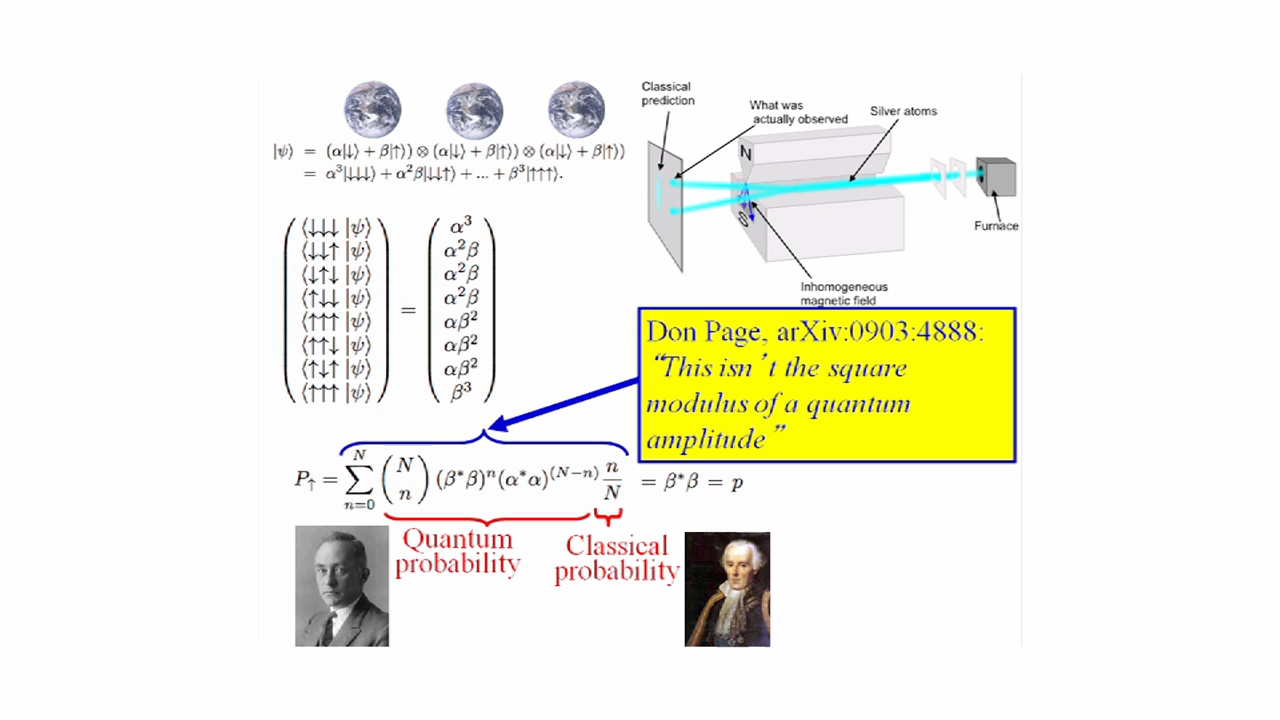 Classical
prediction
What was
actually observed
Silver atoms
N
S
Furnace
Inhomogeneous
magnetic field
|ψ⟩ = (α|↓⟩ + β|↑⟩) ⊗ (α|↓⟩ + β|↑⟩) ⊗ (α|↓⟩ + β|↑⟩)
= α³|↓↓↓⟩ + α²β|↓↓↑⟩ + ... + β³|↑↑↑⟩.
⟨↓↓↓ |ψ⟩ α³
⟨↓↓↑ |ψ⟩ α²β
⟨↓↑↓ |ψ⟩ α²β
⟨↑↓↓ |ψ⟩ = α²β
⟨↑↑↑ |ψ⟩ αβ²
⟨↑↑↓ |ψ⟩ αβ²
⟨↑↓↑ |ψ⟩ αβ²
⟨↑↑↑ |ψ⟩ β³
Don Page, arXiv:0903:4888:
“This isn’t the square
modulus of a quantum
amplitude”
P↑ = ∑_{n=0}^{N} (N n) (β*β)ⁿ(α*α)^(N−n) n/N = β*β = p
Quantum
probability
Classical
probability